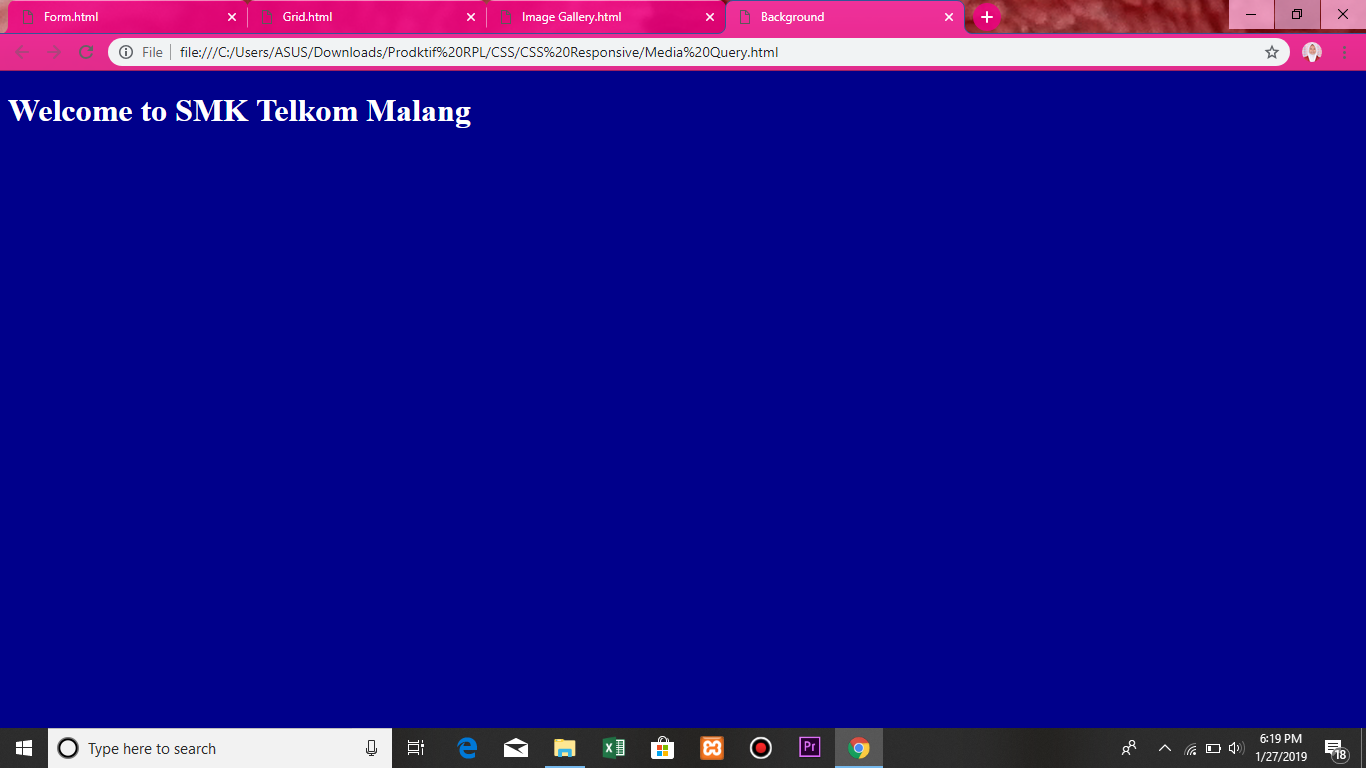 Form.html
Grid.html
Image Gallery.html
Background
File
file:///C:/Users/ASUS/Downloads/Prodktif%20RPL/CSS/CSS%20Responsive/Media%20Query.html
Welcome to SMK Telkom Malang
Type here to search
Pr
6:19 PM
1/27/2019
18